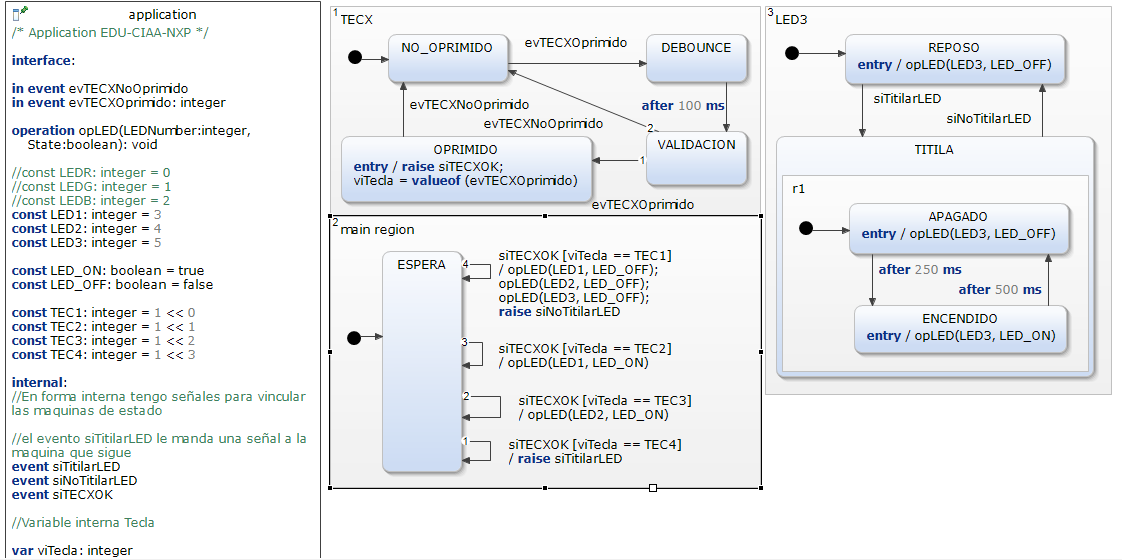 application
/* Application EDU-CIAA-NXP */
interface:
in event evTECXNoOprimido
in event evTECXOprimido: integer
operation opLED(LEDNumber:integer,
State:boolean): void
//const LEDR: integer = 0
//const LEDG: integer = 1
//const LEDB: integer = 2
const LED1: integer = 3
const LED2: integer = 4
const LED3: integer = 5
const LED_ON: boolean = true
const LED_OFF: boolean = false
const TEC1: integer = 1 << 0
const TEC2: integer = 1 << 1
const TEC3: integer = 1 << 2
const TEC4: integer = 1 << 3
internal:
//En forma interna tengo señales para vincular
las maquinas de estado
//el evento siTitilarLED le manda una señal a la
maquina que sigue
event siTitilarLED
event siNoTitilarLED
event siTECXOK
//Variable interna Tecla
var viTecla: integer
1
TECX
NO_OPRIMIDO
evTECXOprimido
DEBOUNCE
evTECXNoOprimido
after 100 ms
evTECXNoOprimido
2
OPRIMIDO
entry / raise siTECXOK;
viTecla = valueof (evTECXOprimido)
1
VALIDACION
evTECXOprimido
2
main region
ESPERA
4
siTECXOK [viTecla == TEC1]
/ opLED(LED1, LED_OFF);
opLED(LED2, LED_OFF);
opLED(LED3, LED_OFF);
raise siNoTitilarLED
3
siTECXOK [viTecla == TEC2]
/ opLED(LED1, LED_ON)
2
siTECXOK [viTecla == TEC3]
/ opLED(LED2, LED_ON)
1
siTECXOK [viTecla == TEC4]
/ raise siTitilarLED
3
LED3
REPOSO
entry / opLED(LED3, LED_OFF)
siTitilarLED
siNoTitilarLED
TITILA
r1
APAGADO
entry / opLED(LED3, LED_OFF)
after 250 ms
after 500 ms
ENCENDIDO
entry / opLED(LED3, LED_ON)